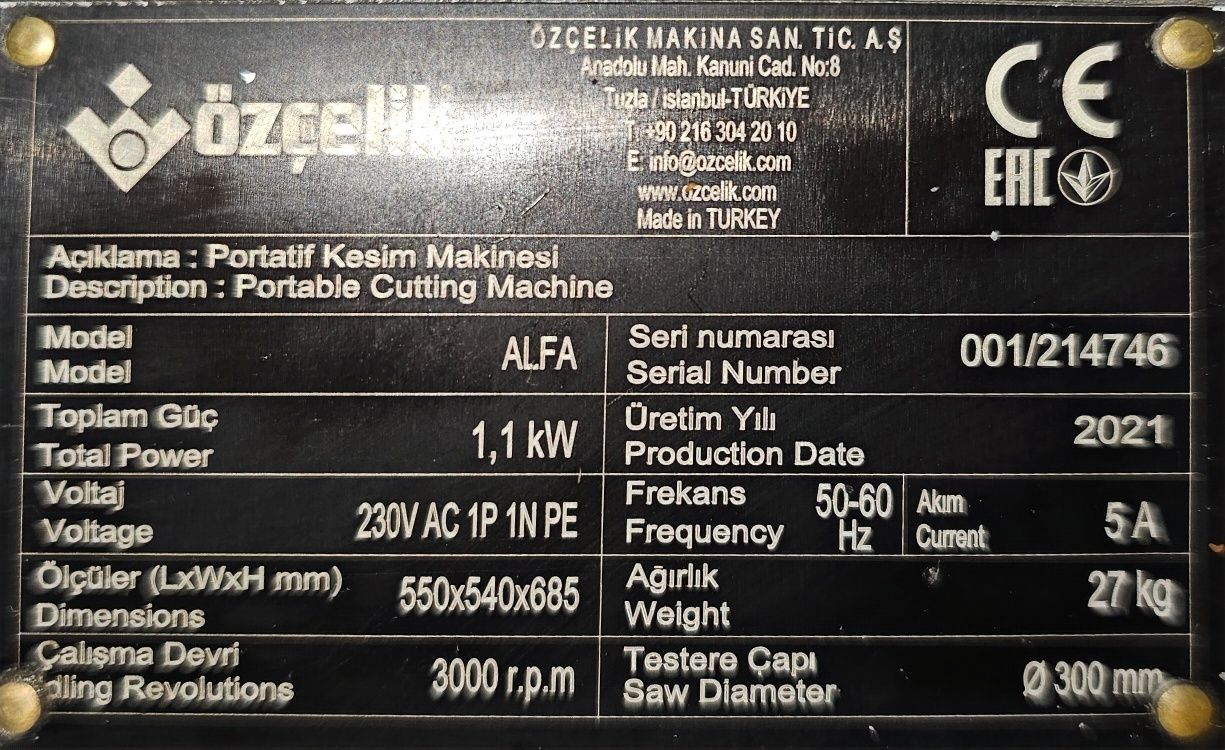 özçelik
ÖZÇELİK MAKİNA SAN. TİC. A.Ş
Anadolu Mah. Kanuni Cad. No:8
Tuzla / istanbul-TÜRKİYE
T: +90 216 304 20 10
E: info@ozcelik.com
www.ozcelik.com
Made in TURKEY
CE
EAC
Açıklama : Portatif Kesim Makinesi
Description : Portable Cutting Machine
Model
Model
ALFA
Seri numarası
Serial Number
001/214746
Toplam Güç
Total Power
1,1 kW
Üretim Yılı
Production Date
2021
Voltaj
Voltage
230V AC 1P 1N PE
Frekans
Frequency
50-60
Hz
Akım
Current
5 A
Ölçüler (LxWxH mm)
Dimensions
550x540x685
Ağırlık
Weight
27 kg
Çalışma Devri
dling Revolutions
3000 r.p.m
Testere Çapı
Saw Diameter
Ø 300 mm